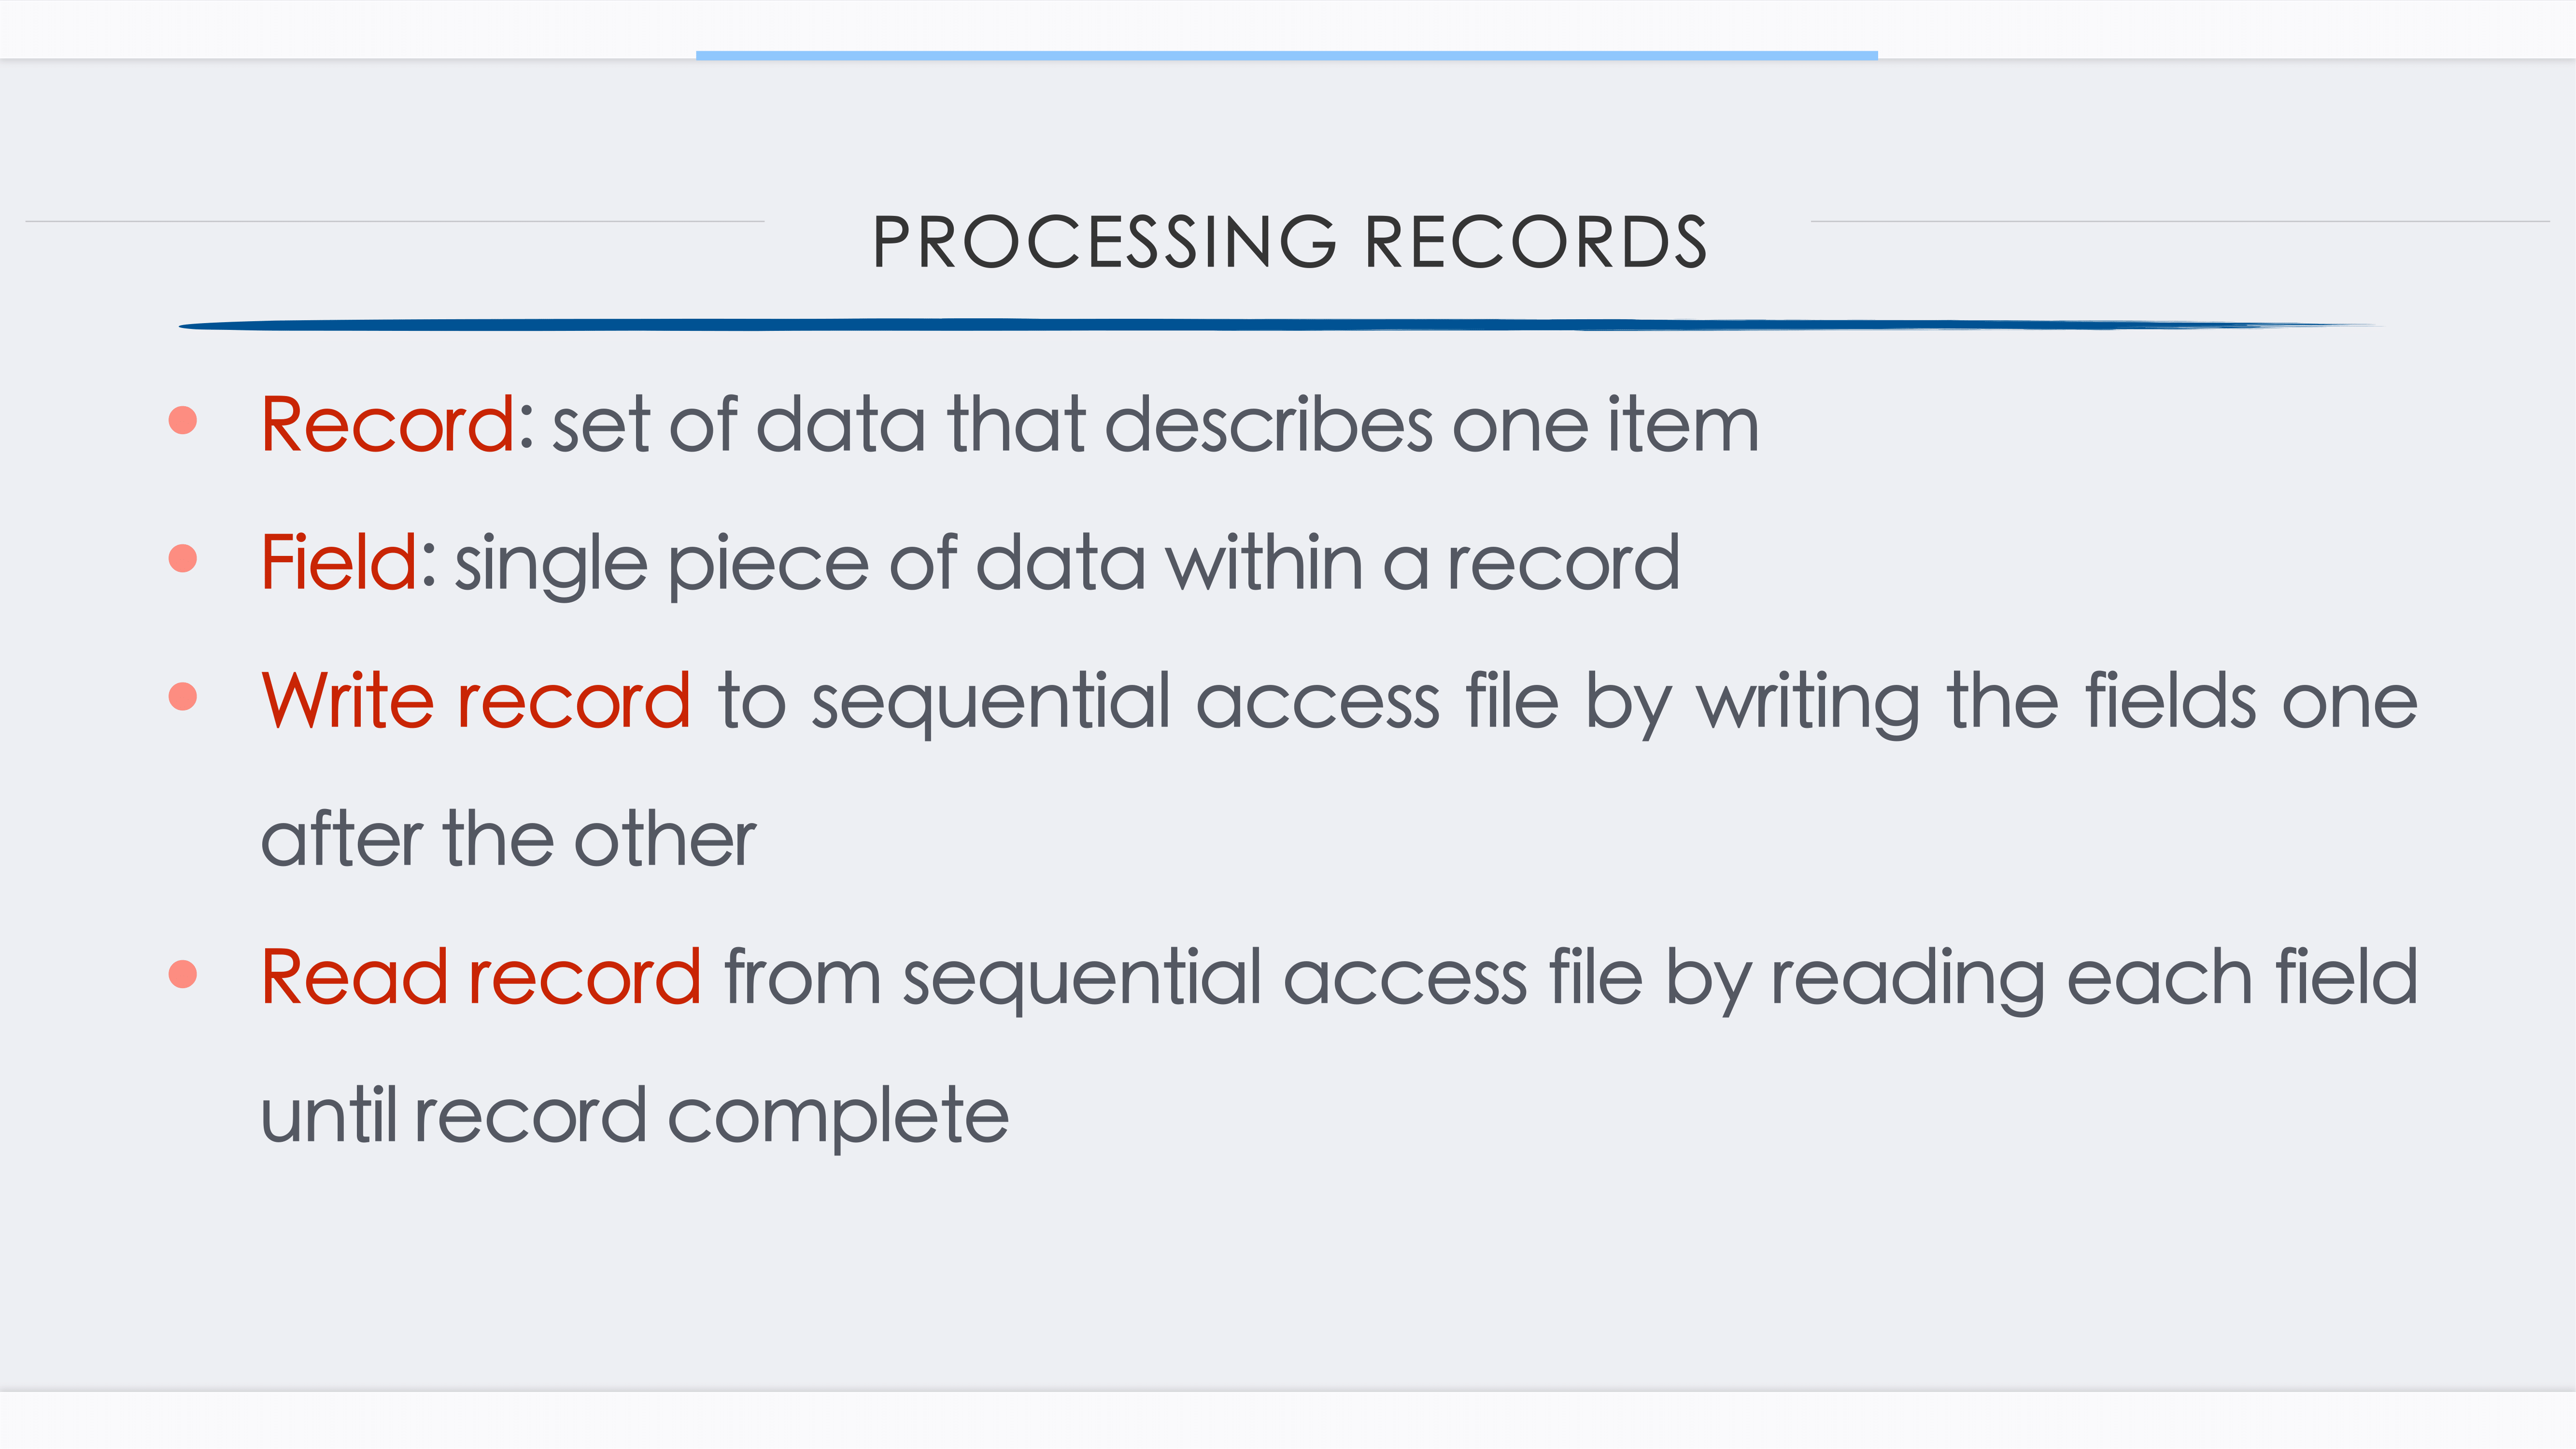 PROCESSING RECORDS
• Record: set of data that describes one item
• Field: single piece of data within a record
• Write record to sequential access file by writing the fields one
after the other
• Read record from sequential access file by reading each field
until record complete